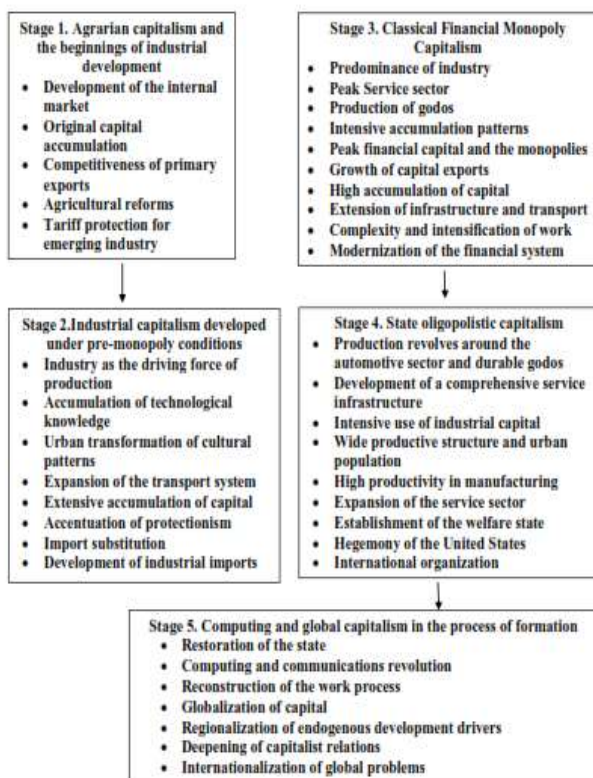 Stage 1. Agrarian capitalism and
the beginnings of industrial
development
• Development of the internal
market
• Original capital
accumulation
• Competitiveness of primary
exports
• Agricultural reforms
• Tariff protection for
emerging industry
Stage 2.Industrial capitalism developed
under pre-monopoly conditions
• Industry as the driving force of
production
• Accumulation of technological
knowledge
• Urban transformation of cultural
patterns
• Expansion of the transport system
• Extensive accumulation of capital
• Accentuation of protectionism
• Import substitution
• Development of industrial imports
Stage 3. Classical Financial Monopoly
Capitalism
• Predominance of industry
• Peak Service sector
• Production of godos
• Intensive accumulation patterns
• Peak financial capital and the monopolies
• Growth of capital exports
• High accumulation of capital
• Extension of infrastructure and transport
• Complexity and intensification of work
• Modernization of the financial system
Stage 4. State oligopolistic capitalism
• Production revolves around the
automotive sector and durable godos
• Development of a comprehensive service
infrastructure
• Intensive use of industrial capital
• Wide productive structure and urban
population
• High productivity in manufacturing
• Expansion of the service sector
• Establishment of the welfare state
• Hegemony of the United States
• International organization
Stage 5. Computing and global capitalism in the process of formation
• Restoration of the state
• Computing and communications revolution
• Reconstruction of the work process
• Globalization of capital
• Regionalization of endogenous development drivers
• Deepening of capitalist relations
• Internationalization of global problems